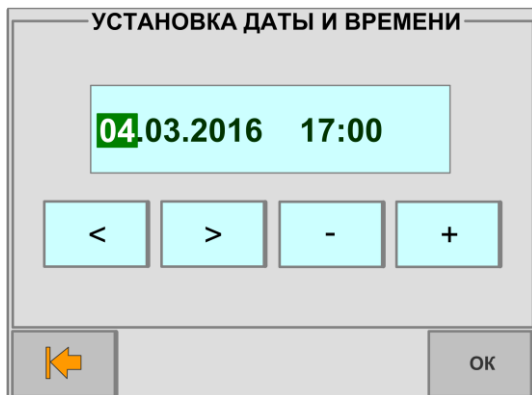 УСТАНОВКА ДАТЫ И ВРЕМЕНИ
04.03.2016 17:00
< > - +
ОК